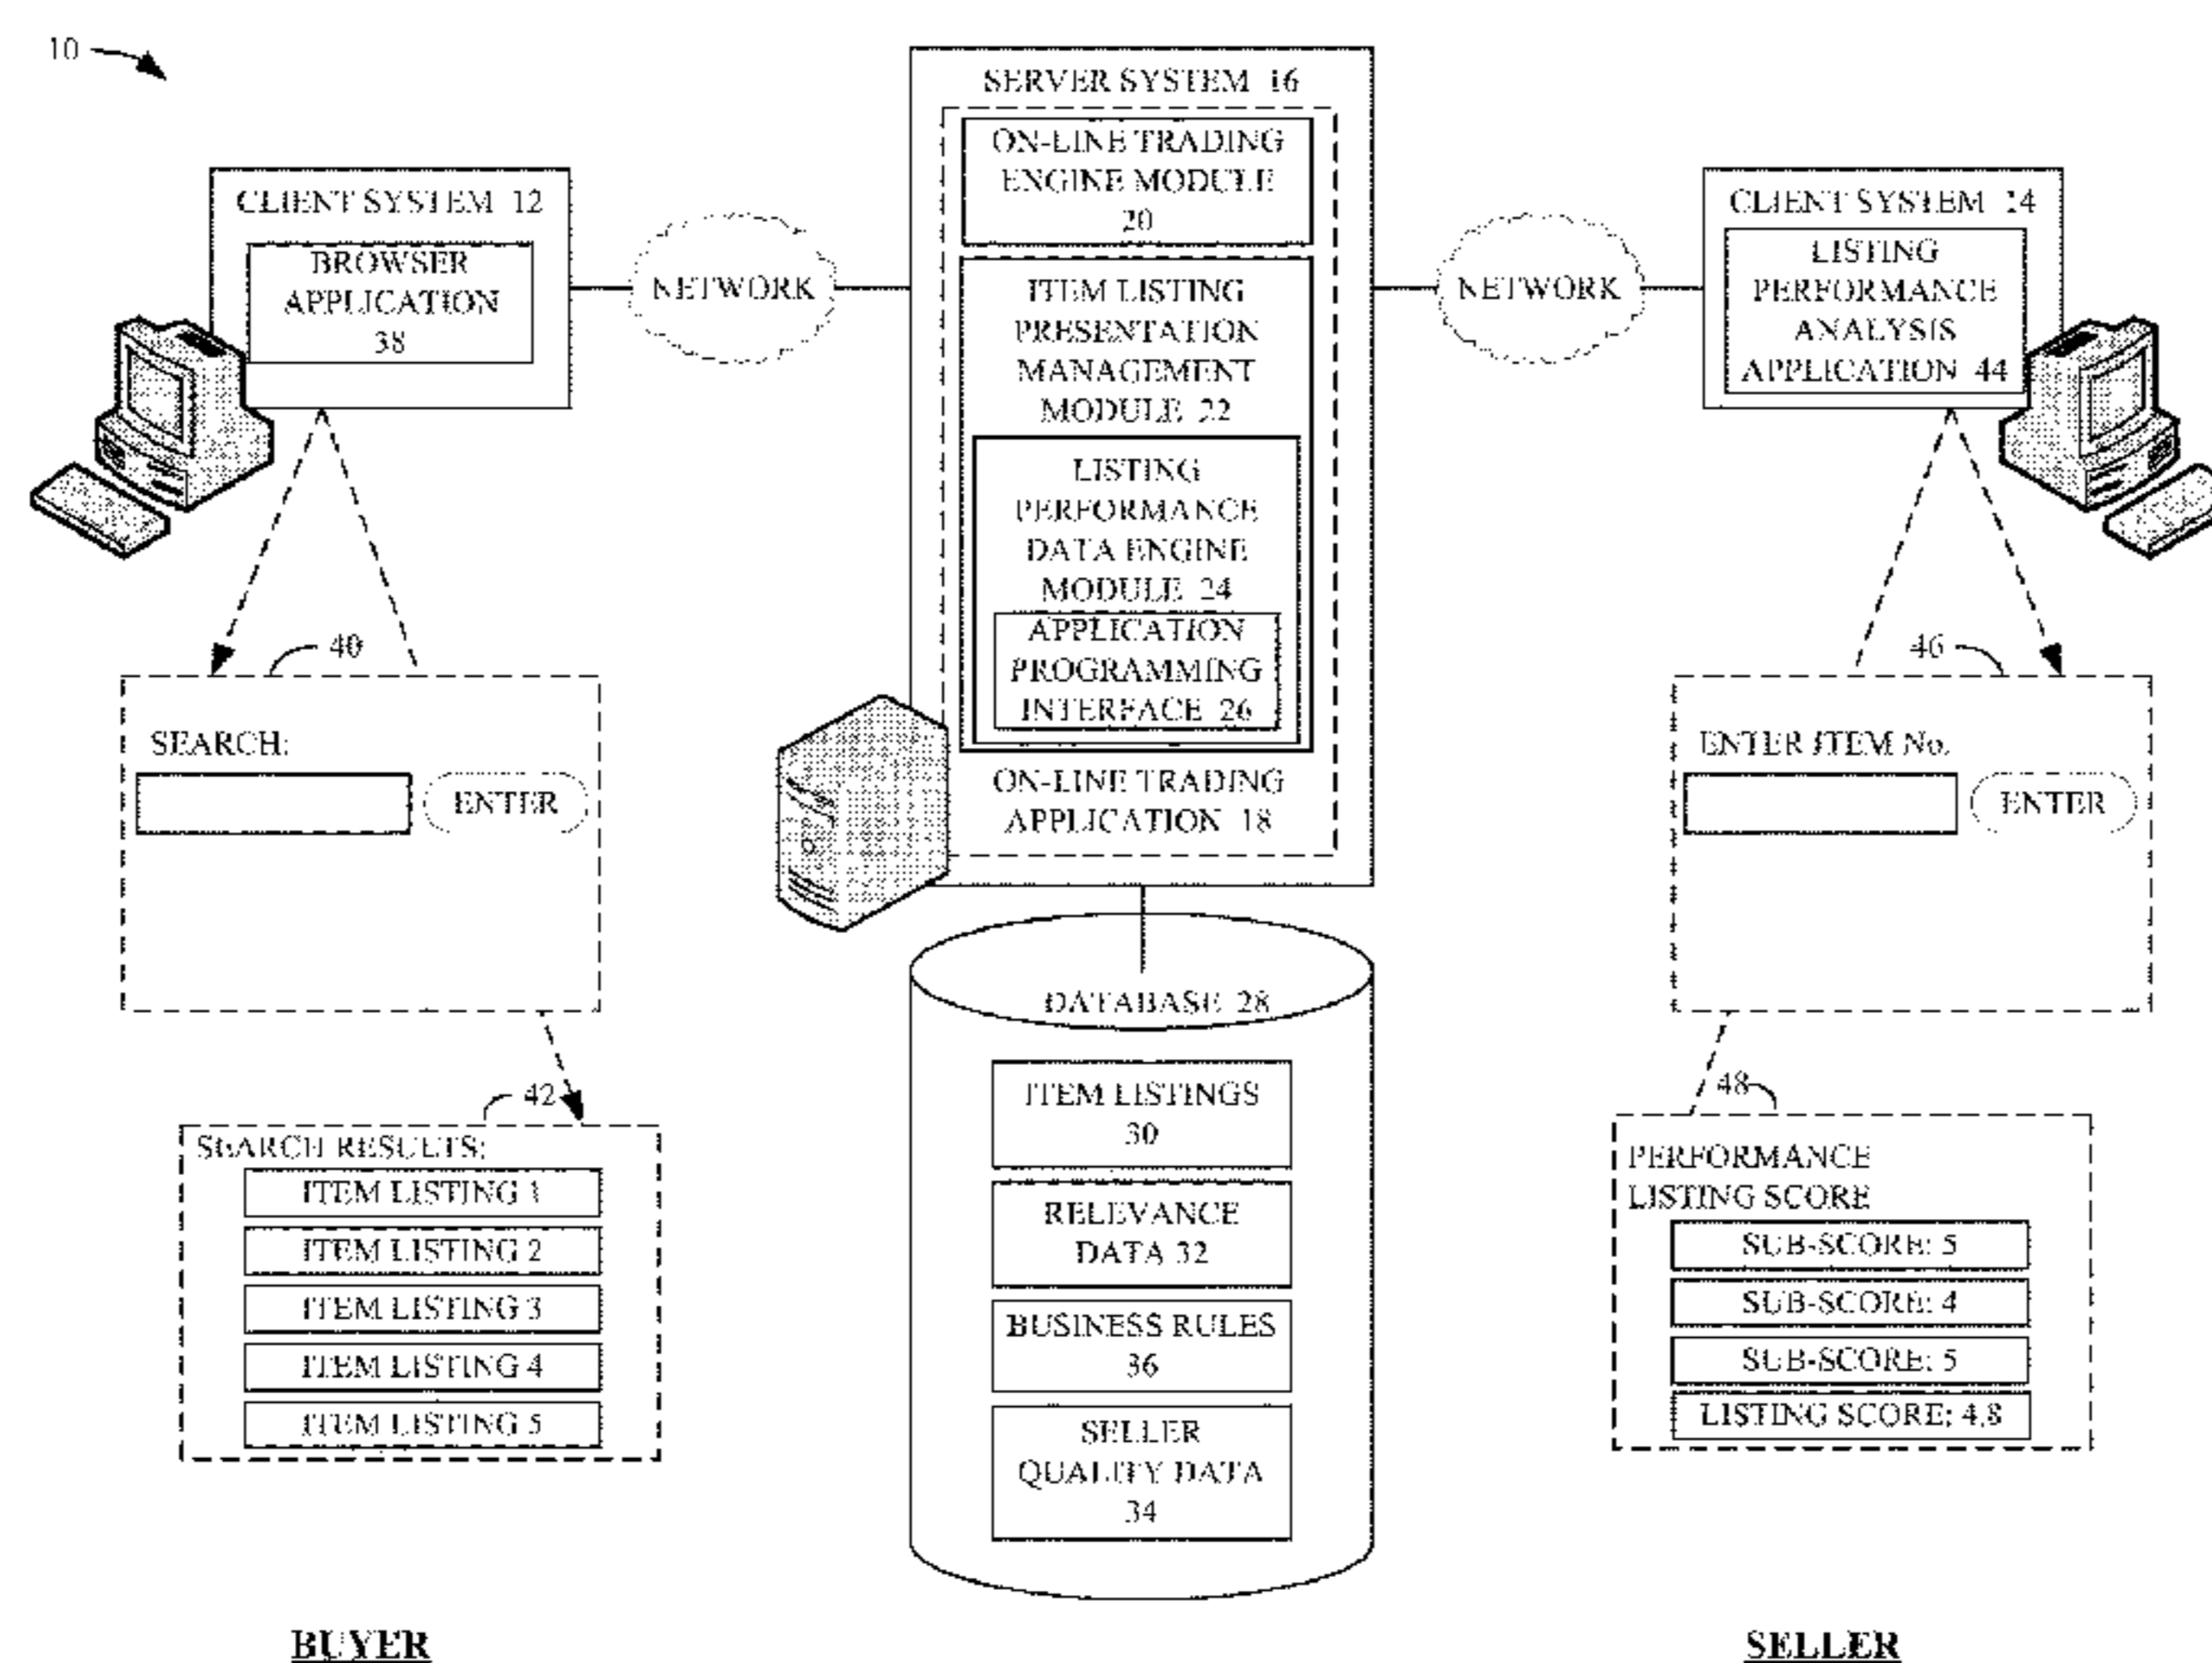 10
SERVER SYSTEM 16
ON-LINE TRADING
ENGINE MODULE
20
ITEM LISTING
PRESENTATION
MANAGEMENT
MODULE 22
LISTING
PERFORMANCE
DATA ENGINE
MODULE 24
APPLICATION
PROGRAMMING
INTERFACE 26
ON-LINE TRADING
APPLICATION 18
CLIENT SYSTEM 12
BROWSER
APPLICATION
38
NETWORK
NETWORK
CLIENT SYSTEM 14
LISTING
PERFORMANCE
ANALYSIS
APPLICATION 44
40
SEARCH:
ENTER
42
SEARCH RESULTS:
ITEM LISTING 1
ITEM LISTING 2
ITEM LISTING 3
ITEM LISTING 4
ITEM LISTING 5
DATABASE 28
ITEM LISTINGS
30
RELEVANCE
DATA 32
BUSINESS RULES
36
SELLER
QUALITY DATA
34
46
ENTER ITEM No.
ENTER
48
PERFORMANCE
LISTING SCORE
SUB-SCORE: 5
SUB-SCORE: 4
SUB-SCORE: 5
LISTING SCORE: 4.8
BUYER
SELLER